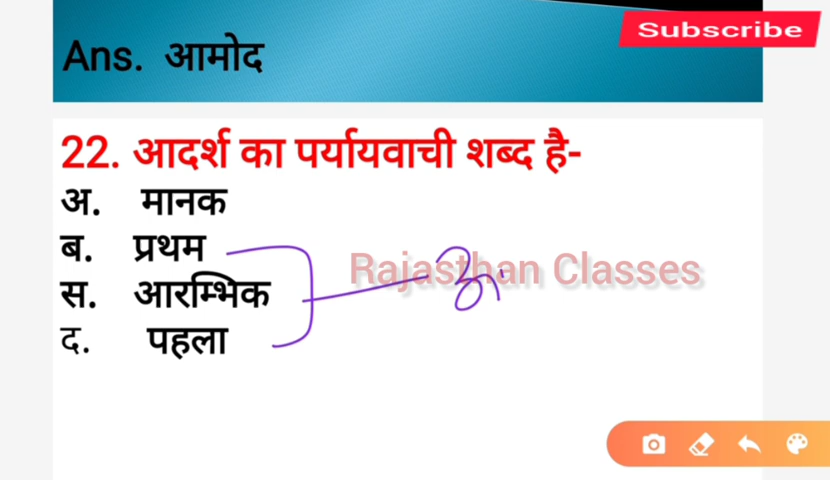 Subscribe
Ans. आमोद
22. आदर्श का पर्यायवाची शब्द है-
अ. मानक
ब. प्रथम
Rajasthan Classes
स. आरम्भिक
द. पहला